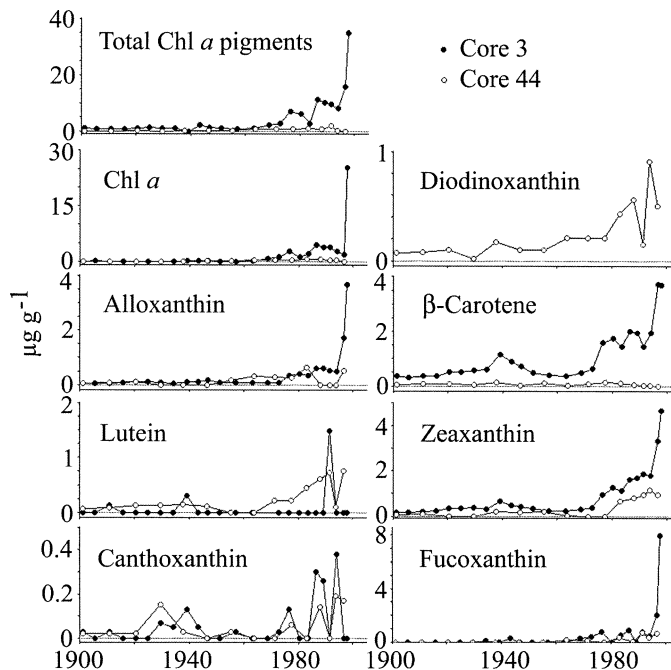 Total Chl a pigments
Core 3
Core 44
40
20
0
Chl a
30
15
0
Diodinoxanthin
1
0
Alloxanthin
4
2
0
β-Carotene
4
2
0
µg g-1
Lutein
2
1
0
Zeaxanthin
4
2
0
Canthoxanthin
0.4
0.2
0
Fucoxanthin
8
4
0
1900 1940 1980
1900 1940 1980